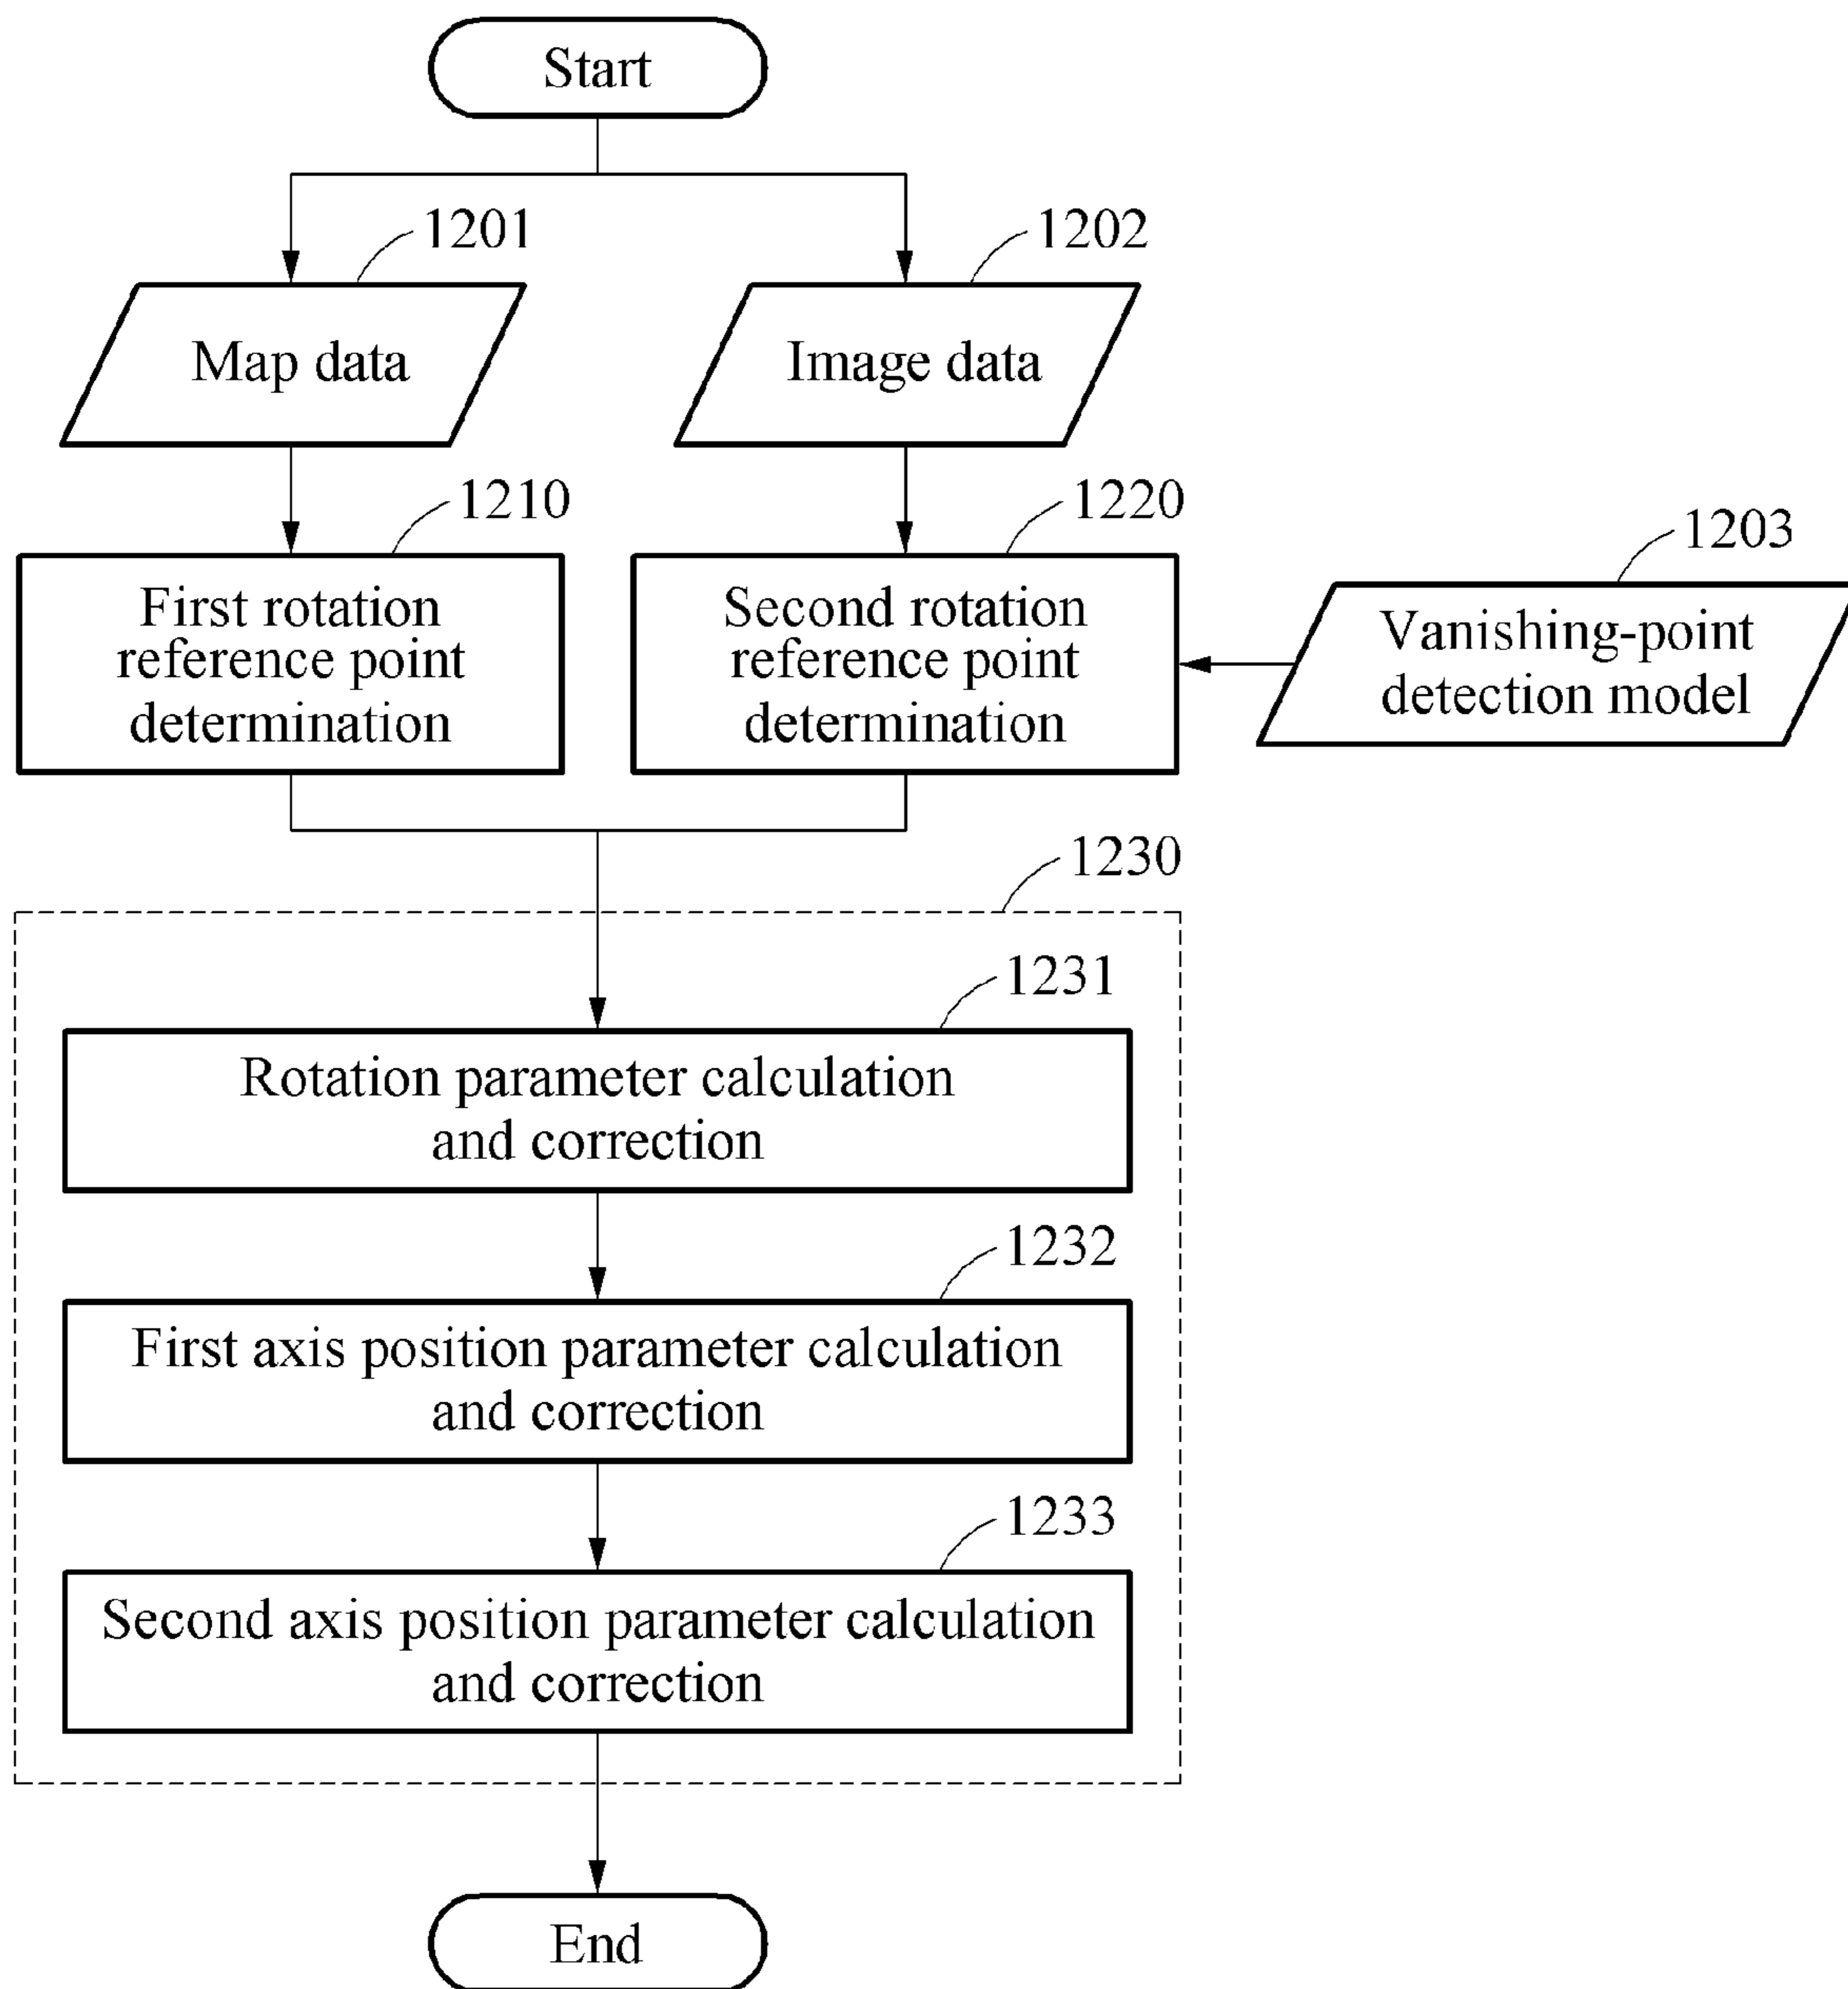 Start
1201
1202
Map data
Image data
1210
1220
1203
First rotation
reference point
determination
Second rotation
reference point
determination
Vanishing-point
detection model
1230
1231
Rotation parameter calculation
and correction
1232
First axis position parameter calculation
and correction
1233
Second axis position parameter calculation
and correction
End